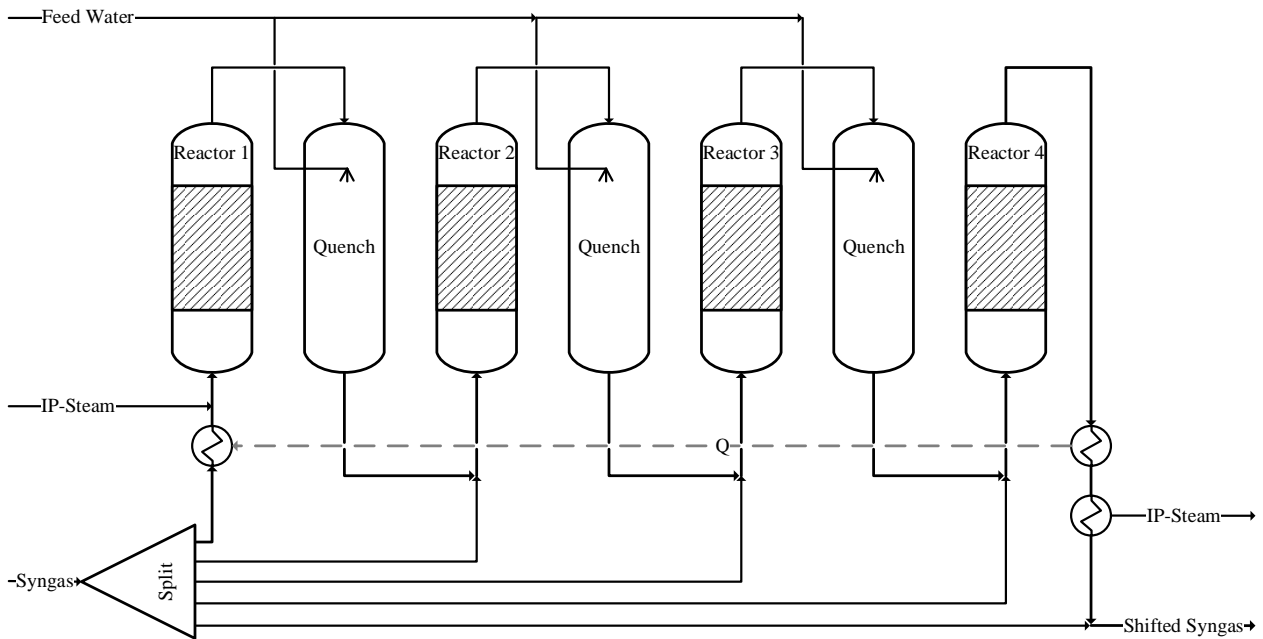 Feed Water
Reactor 1
Reactor 2
Reactor 3
Reactor 4
Quench
Quench
Quench
IP-Steam
Q
IP-Steam
Syngas
Split
Shifted Syngas